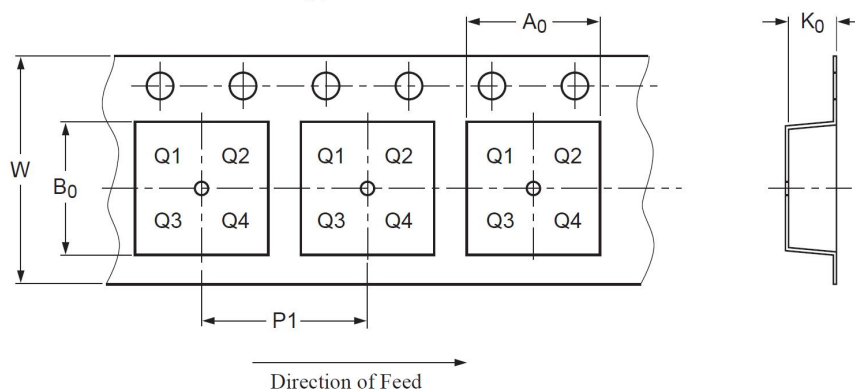 A0
K0
W
B0
Q1 Q2
Q3 Q4
Q1 Q2
Q3 Q4
Q1 Q2
Q3 Q4
P1
Direction of Feed